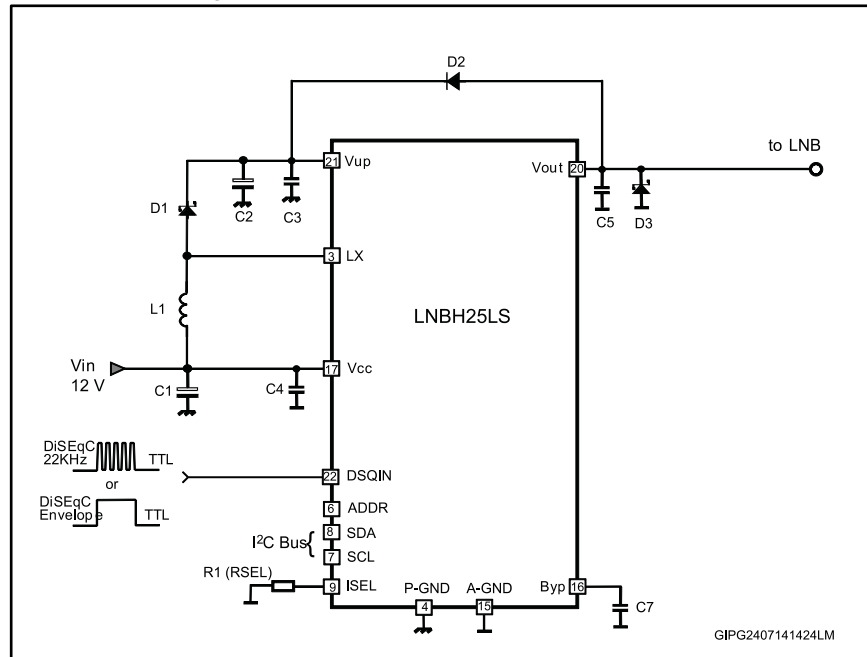 D2
21 Vup
Vout 20
to LNB
D1
C2
C3
C5
D3
3 LX
L1
LNBH25LS
Vin
12 V
17 Vcc
C1
C4
DiSEqC
22KHz
TTL
or
DiSEqC
Envelope
TTL
22 DSQIN
6 ADDR
I²C Bus
8 SDA
7 SCL
R1 (RSEL)
9 ISEL
P-GND
4
A-GND
15
Byp 16
C7
GIPG2407141424LM